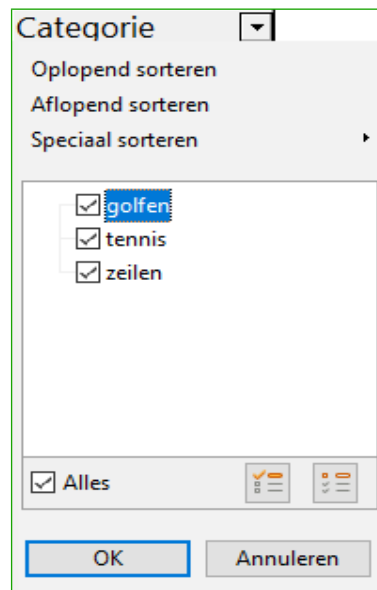 Categorie
Oplopend sorteren
Aflopend sorteren
Speciaal sorteren
golfen
tennis
zeilen
Alles
OK Annuleren